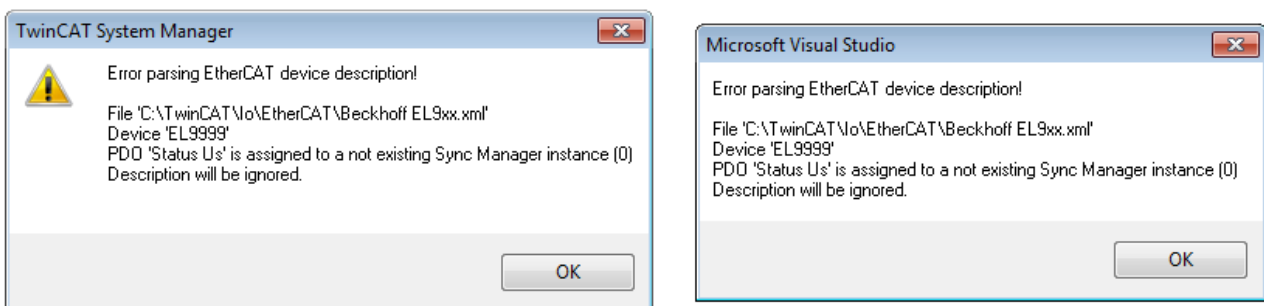 TwinCAT System Manager
Error parsing EtherCAT device description!
File 'C:\TwinCAT\Io\EtherCAT\Beckhoff EL9xx.xml'
Device 'EL9999'
PDO 'Status Us' is assigned to a not existing Sync Manager instance (0)
Description will be ignored.
OK
Microsoft Visual Studio
Error parsing EtherCAT device description!
File 'C:\TwinCAT\Io\EtherCAT\Beckhoff EL9xx.xml'
Device 'EL9999'
PDO 'Status Us' is assigned to a not existing Sync Manager instance (0)
Description will be ignored.
OK